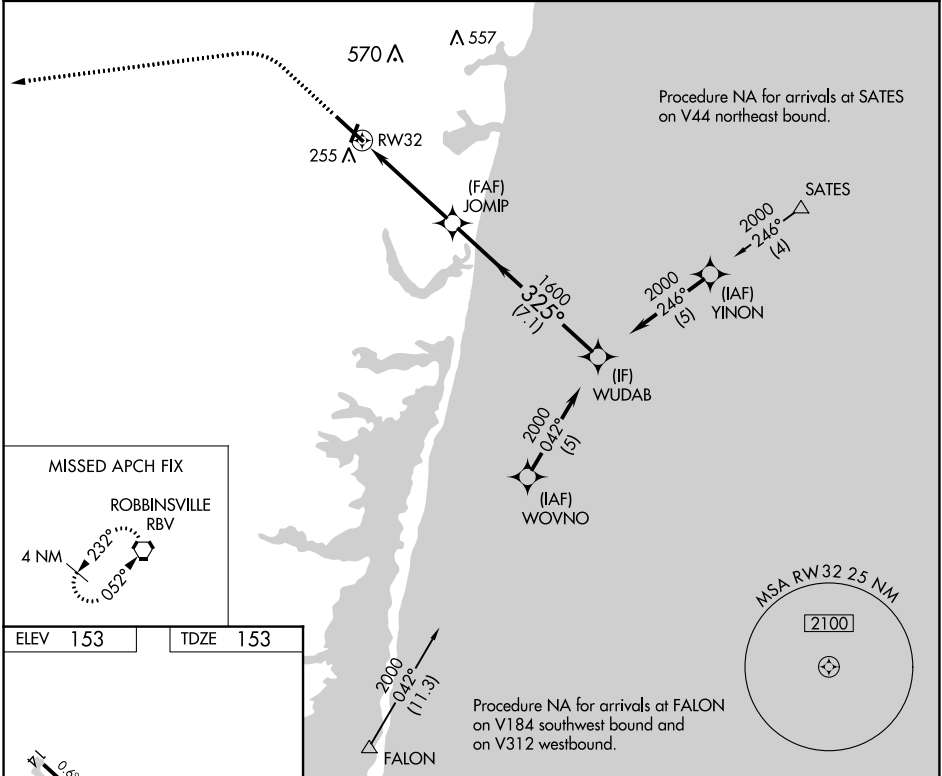 570
557
Procedure NA for arrivals at SATES
on V44 northeast bound.
RW32
255
(FAF)
JOMIP
SATES
2000
246°
(4)
2000
246°
(5)
(IAF)
YINON
1600
325°
(7.1)
(IF)
WUDAB
2000
042°
(5)
(IAF)
WOVNO
MISSED APCH FIX
ROBBINSVILLE
RBV
4 NM
232°
052°
MSA RW32 25 NM
2100
ELEV 153
TDZE 153
2000
042°
(11.3)
FALON
Procedure NA for arrivals at FALON
on V184 southwest bound and
on V312 westbound.
14